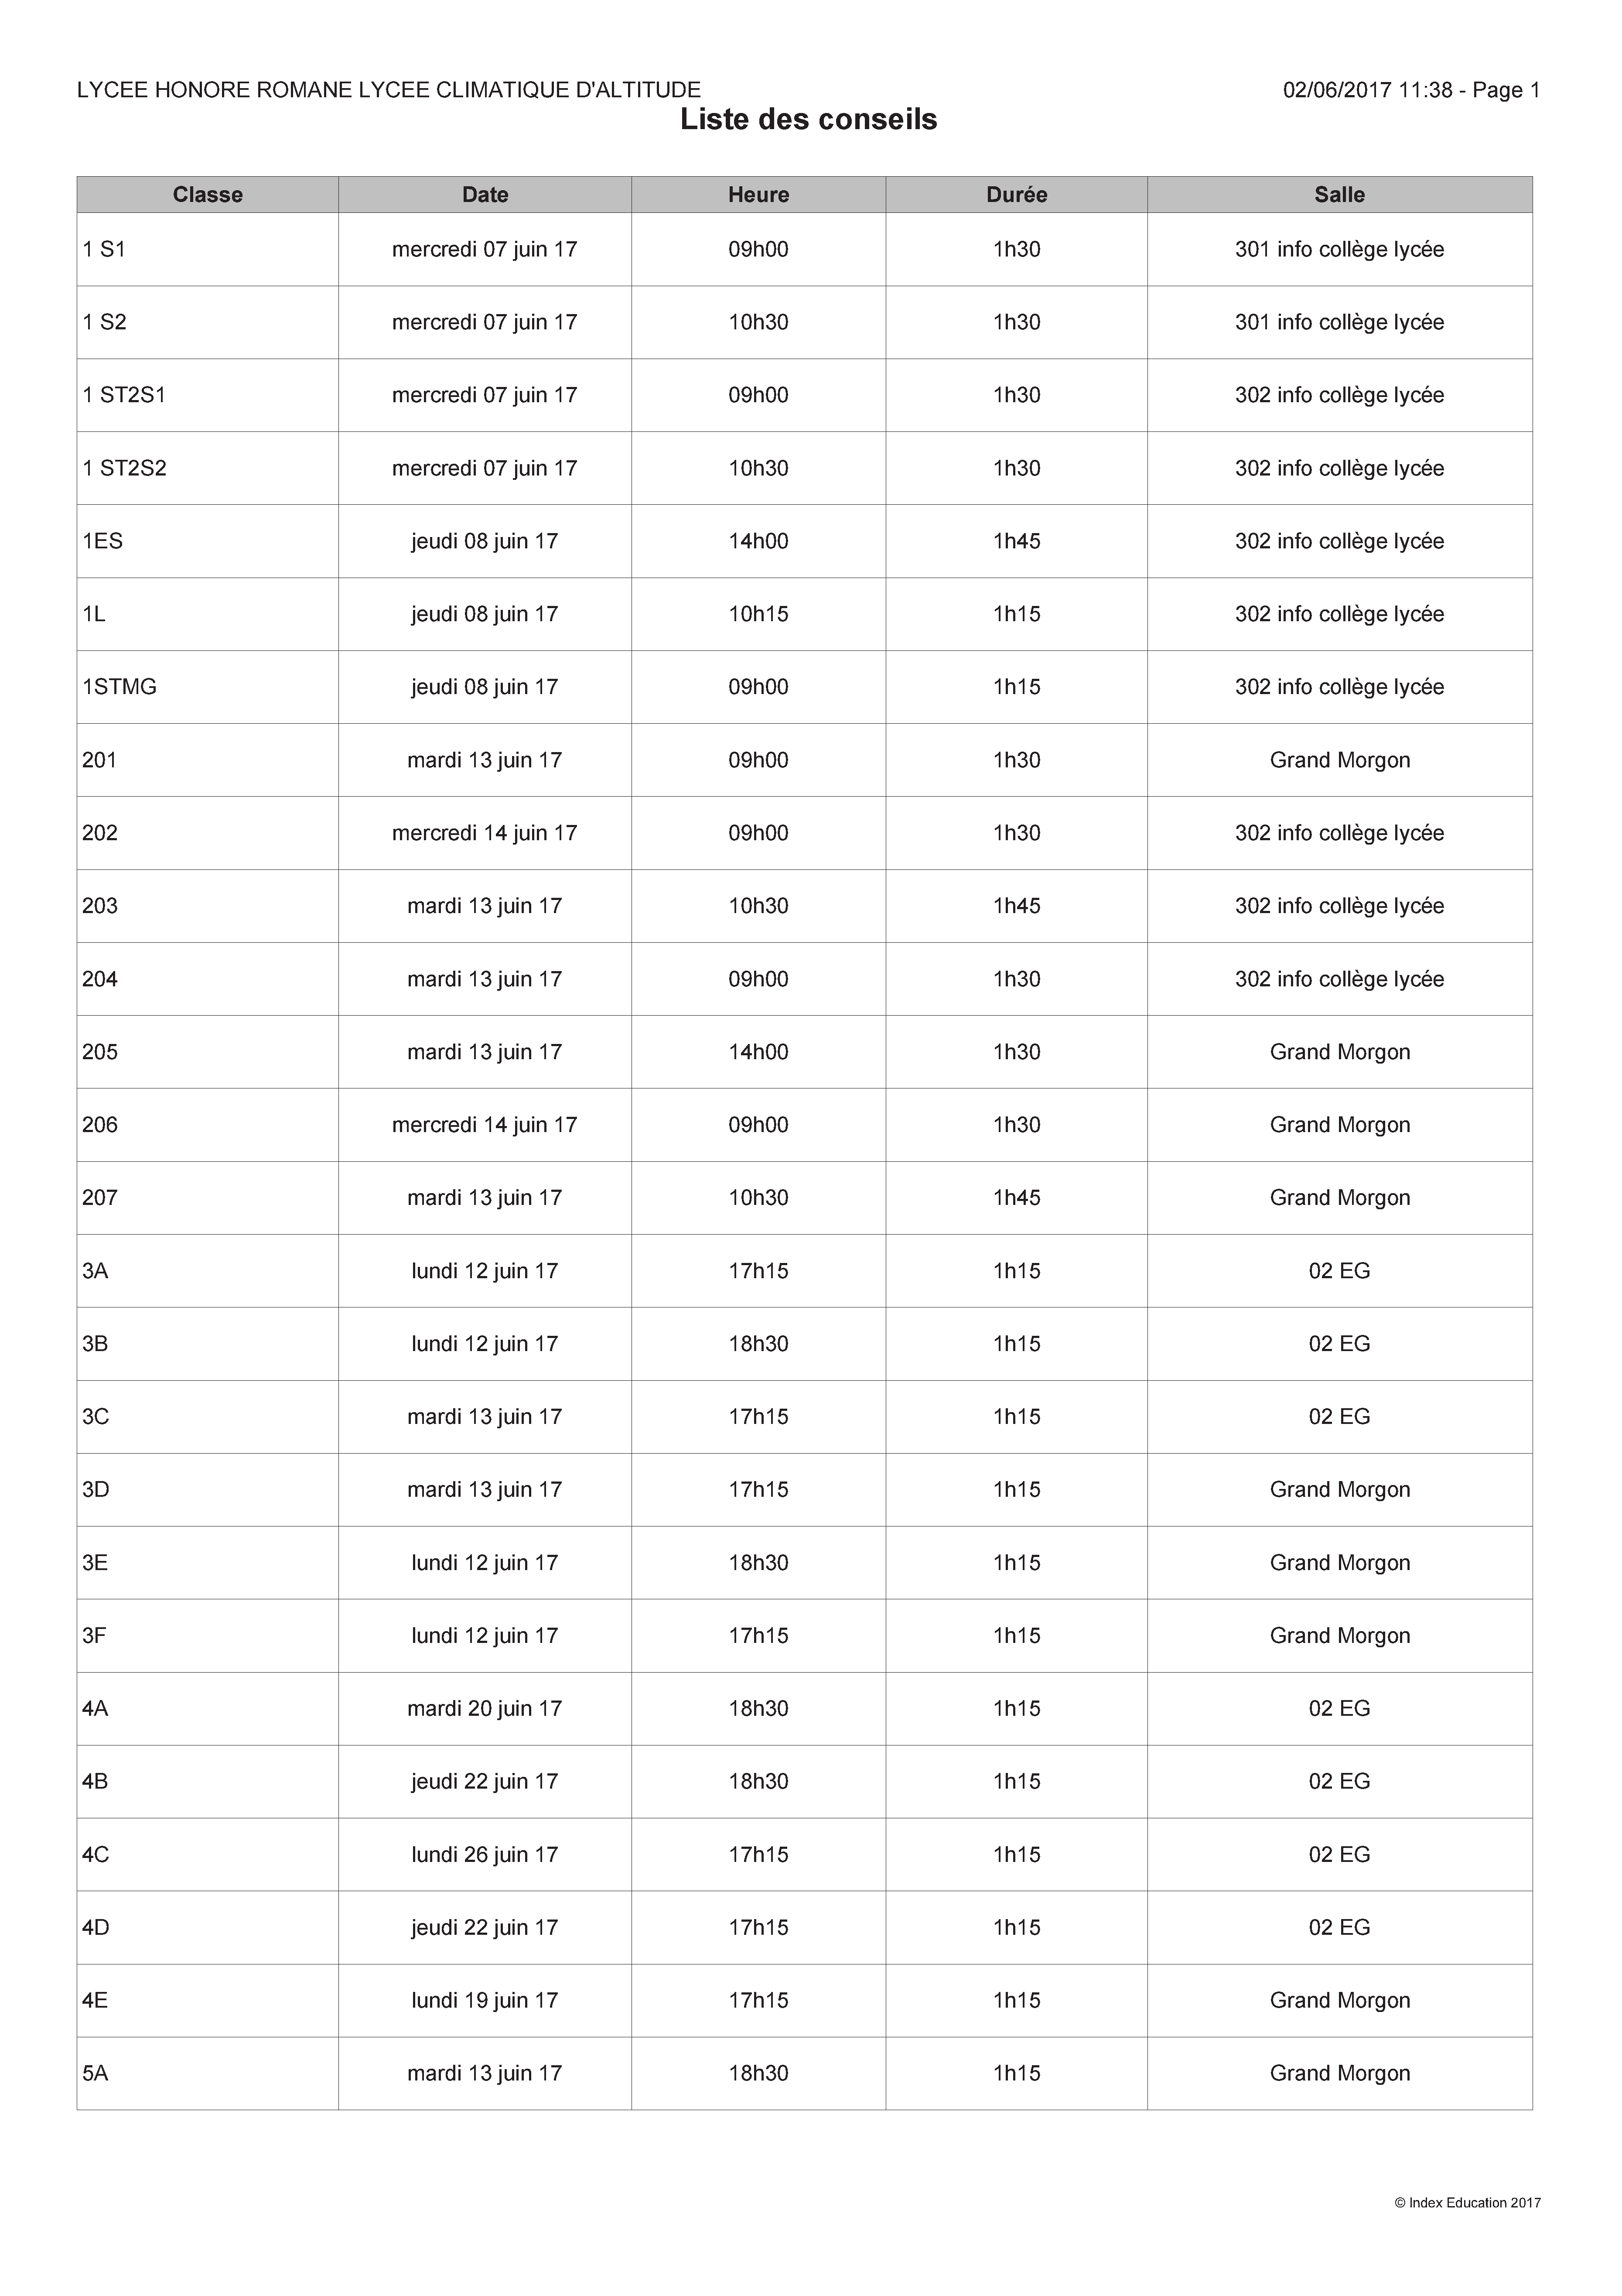 LYCEE HONORE ROMANE LYCEE CLIMATIQUE D'ALTITUDE 02/06/2017 11:38 - Page 1
Liste des conseils
Classe Date Heure Durée Salle
1 S1 mercredi 07 juin 17 09h00 1h30 301 info collège lycée
1 S2 mercredi 07 juin 17 10h30 1h30 301 info collège lycée
1 ST2S1 mercredi 07 juin 17 09h00 1h30 302 info collège lycée
1 ST2S2 mercredi 07 juin 17 10h30 1h30 302 info collège lycée
1ES jeudi 08 juin 17 14h00 1h45 302 info collège lycée
1L jeudi 08 juin 17 10h15 1h15 302 info collège lycée
1STMG jeudi 08 juin 17 09h00 1h15 302 info collège lycée
201 mardi 13 juin 17 09h00 1h30 Grand Morgon
202 mercredi 14 juin 17 09h00 1h30 302 info collège lycée
203 mardi 13 juin 17 10h30 1h45 302 info collège lycée
204 mardi 13 juin 17 09h00 1h30 302 info collège lycée
205 mardi 13 juin 17 14h00 1h30 Grand Morgon
206 mercredi 14 juin 17 09h00 1h30 Grand Morgon
207 mardi 13 juin 17 10h30 1h45 Grand Morgon
3A lundi 12 juin 17 17h15 1h15 02 EG
3B lundi 12 juin 17 18h30 1h15 02 EG
3C mardi 13 juin 17 17h15 1h15 02 EG
3D mardi 13 juin 17 17h15 1h15 Grand Morgon
3E lundi 12 juin 17 18h30 1h15 Grand Morgon
3F lundi 12 juin 17 17h15 1h15 Grand Morgon
4A mardi 20 juin 17 18h30 1h15 02 EG
4B jeudi 22 juin 17 18h30 1h15 02 EG
4C lundi 26 juin 17 17h15 1h15 02 EG
4D jeudi 22 juin 17 17h15 1h15 02 EG
4E lundi 19 juin 17 17h15 1h15 Grand Morgon
5A mardi 13 juin 17 18h30 1h15 Grand Morgon
© Index Education 2017